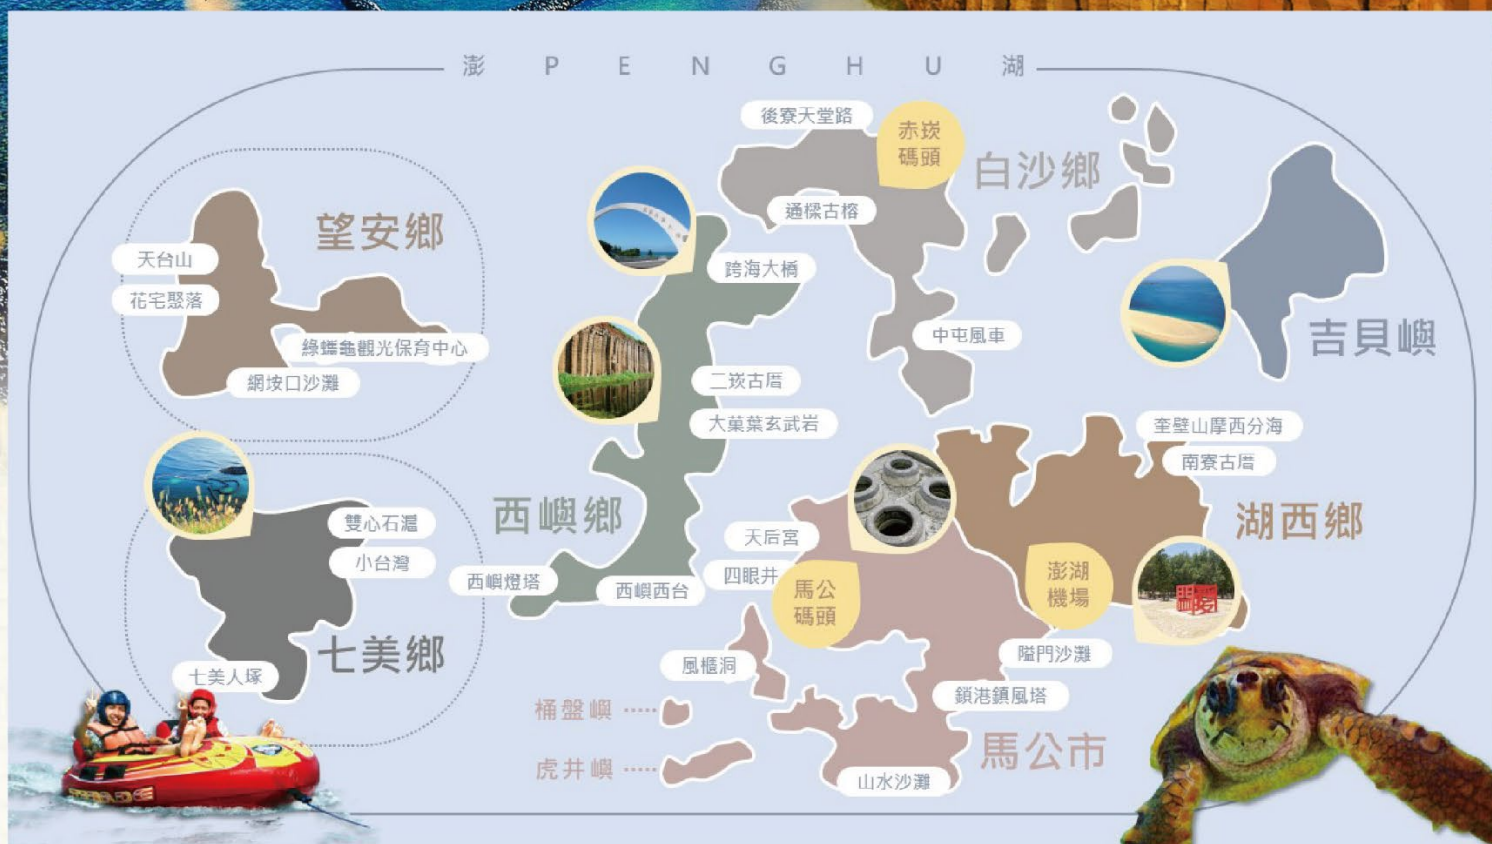 澎 P E N G H U 湖
後寮天堂路
赤崁
碼頭
白沙鄉
通樑古榕
望安鄉
天台山
花宅聚落
綠蠵龜觀光保育中心
網垵口沙灘
跨海大橋
中屯風車
吉貝嶼
二崁古厝
大菓葉玄武岩
奎壁山摩西分海
南寮古厝
西嶼鄉
湖西鄉
雙心石滬
小台灣
天后宮
四眼井
馬公
碼頭
澎湖
機場
西嶼燈塔
西嶼西台
七美鄉
七美人塚
風櫃洞
隘門沙灘
鎖港鎮風塔
桶盤嶼
虎井嶼
馬公市
山水沙灘